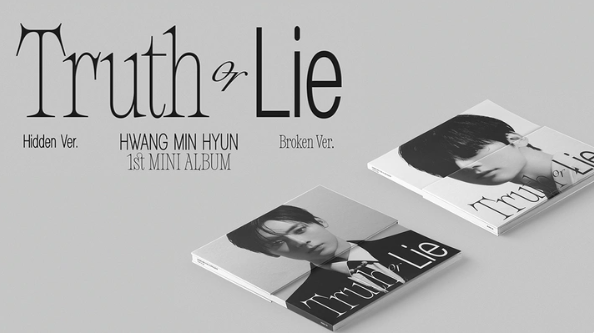 Truth or Lie
Hidden Ver.
HWANG MIN HYUN
1st MINI ALBUM
Broken Ver.
Truth or Lie
Truth or Lie